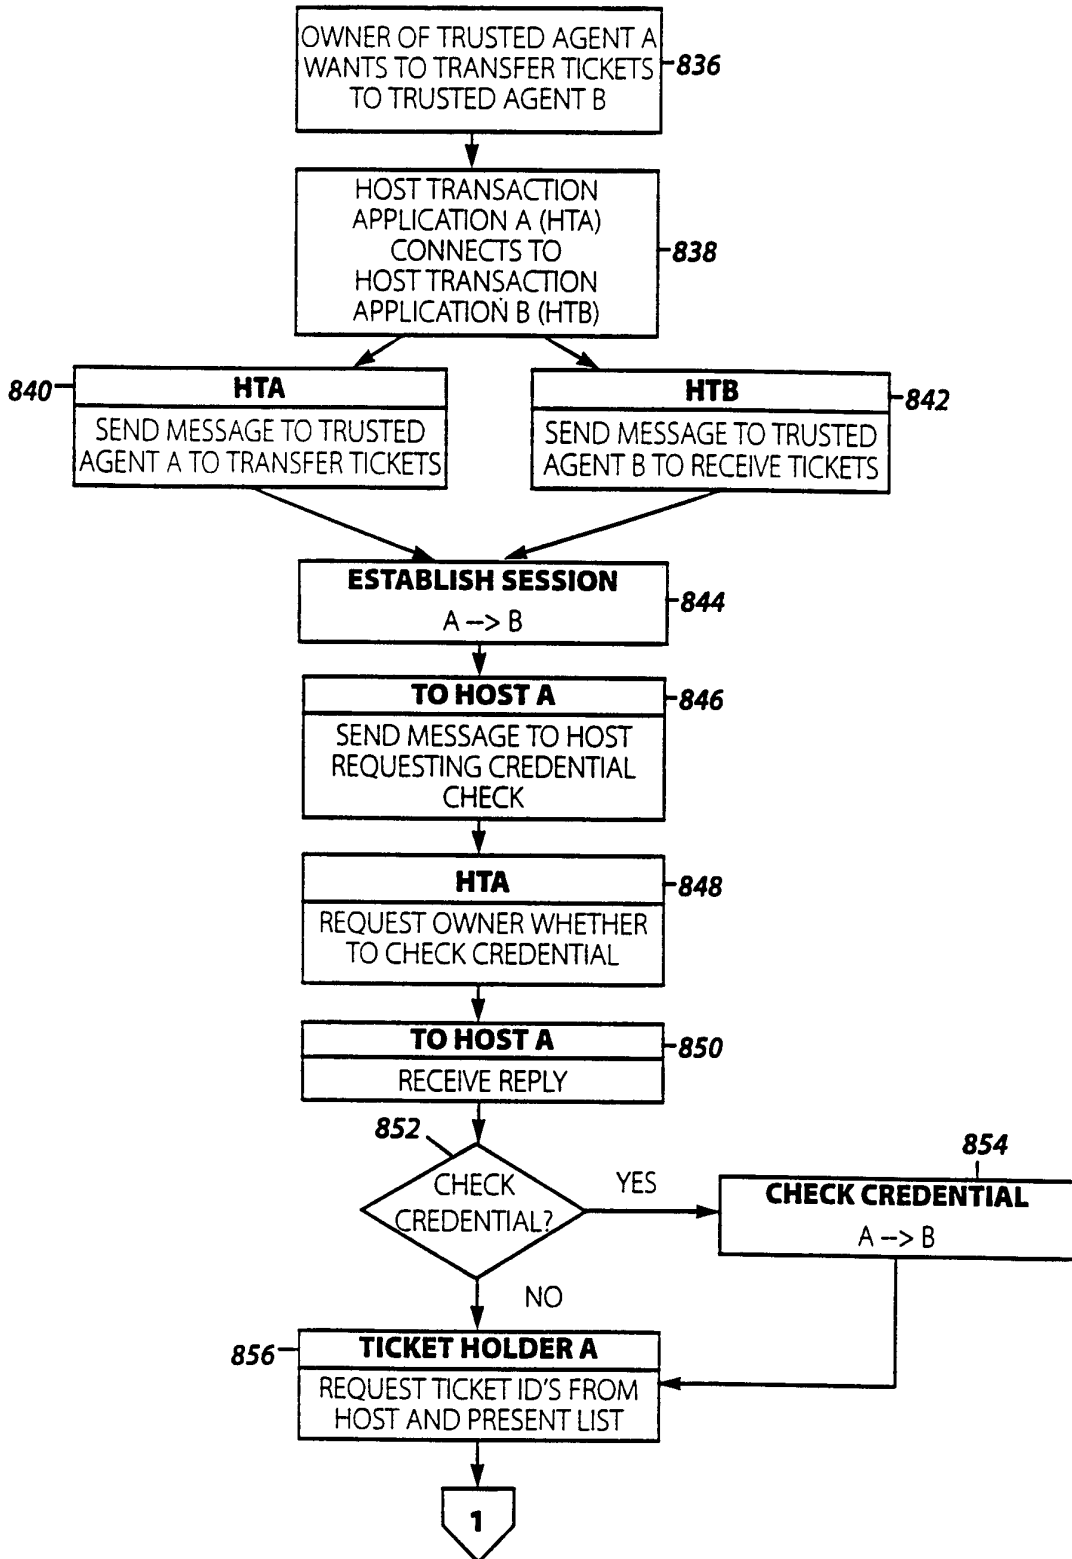 OWNER OF TRUSTED AGENT A
WANTS TO TRANSFER TICKETS
TO TRUSTED AGENT B
836
HOST TRANSACTION
APPLICATION A (HTA)
CONNECTS TO
HOST TRANSACTION
APPLICATION B (HTB)
838
840
HTA
SEND MESSAGE TO TRUSTED
AGENT A TO TRANSFER TICKETS
HTB
842
SEND MESSAGE TO TRUSTED
AGENT B TO RECEIVE TICKETS
ESTABLISH SESSION
A --> B
844
TO HOST A
846
SEND MESSAGE TO HOST
REQUESTING CREDENTIAL
CHECK
HTA
848
REQUEST OWNER WHETHER
TO CHECK CREDENTIAL
TO HOST A
850
RECEIVE REPLY
852
CHECK
CREDENTIAL?
YES
854
CHECK CREDENTIAL
A --> B
NO
856
TICKET HOLDER A
REQUEST TICKET ID'S FROM
HOST AND PRESENT LIST
1